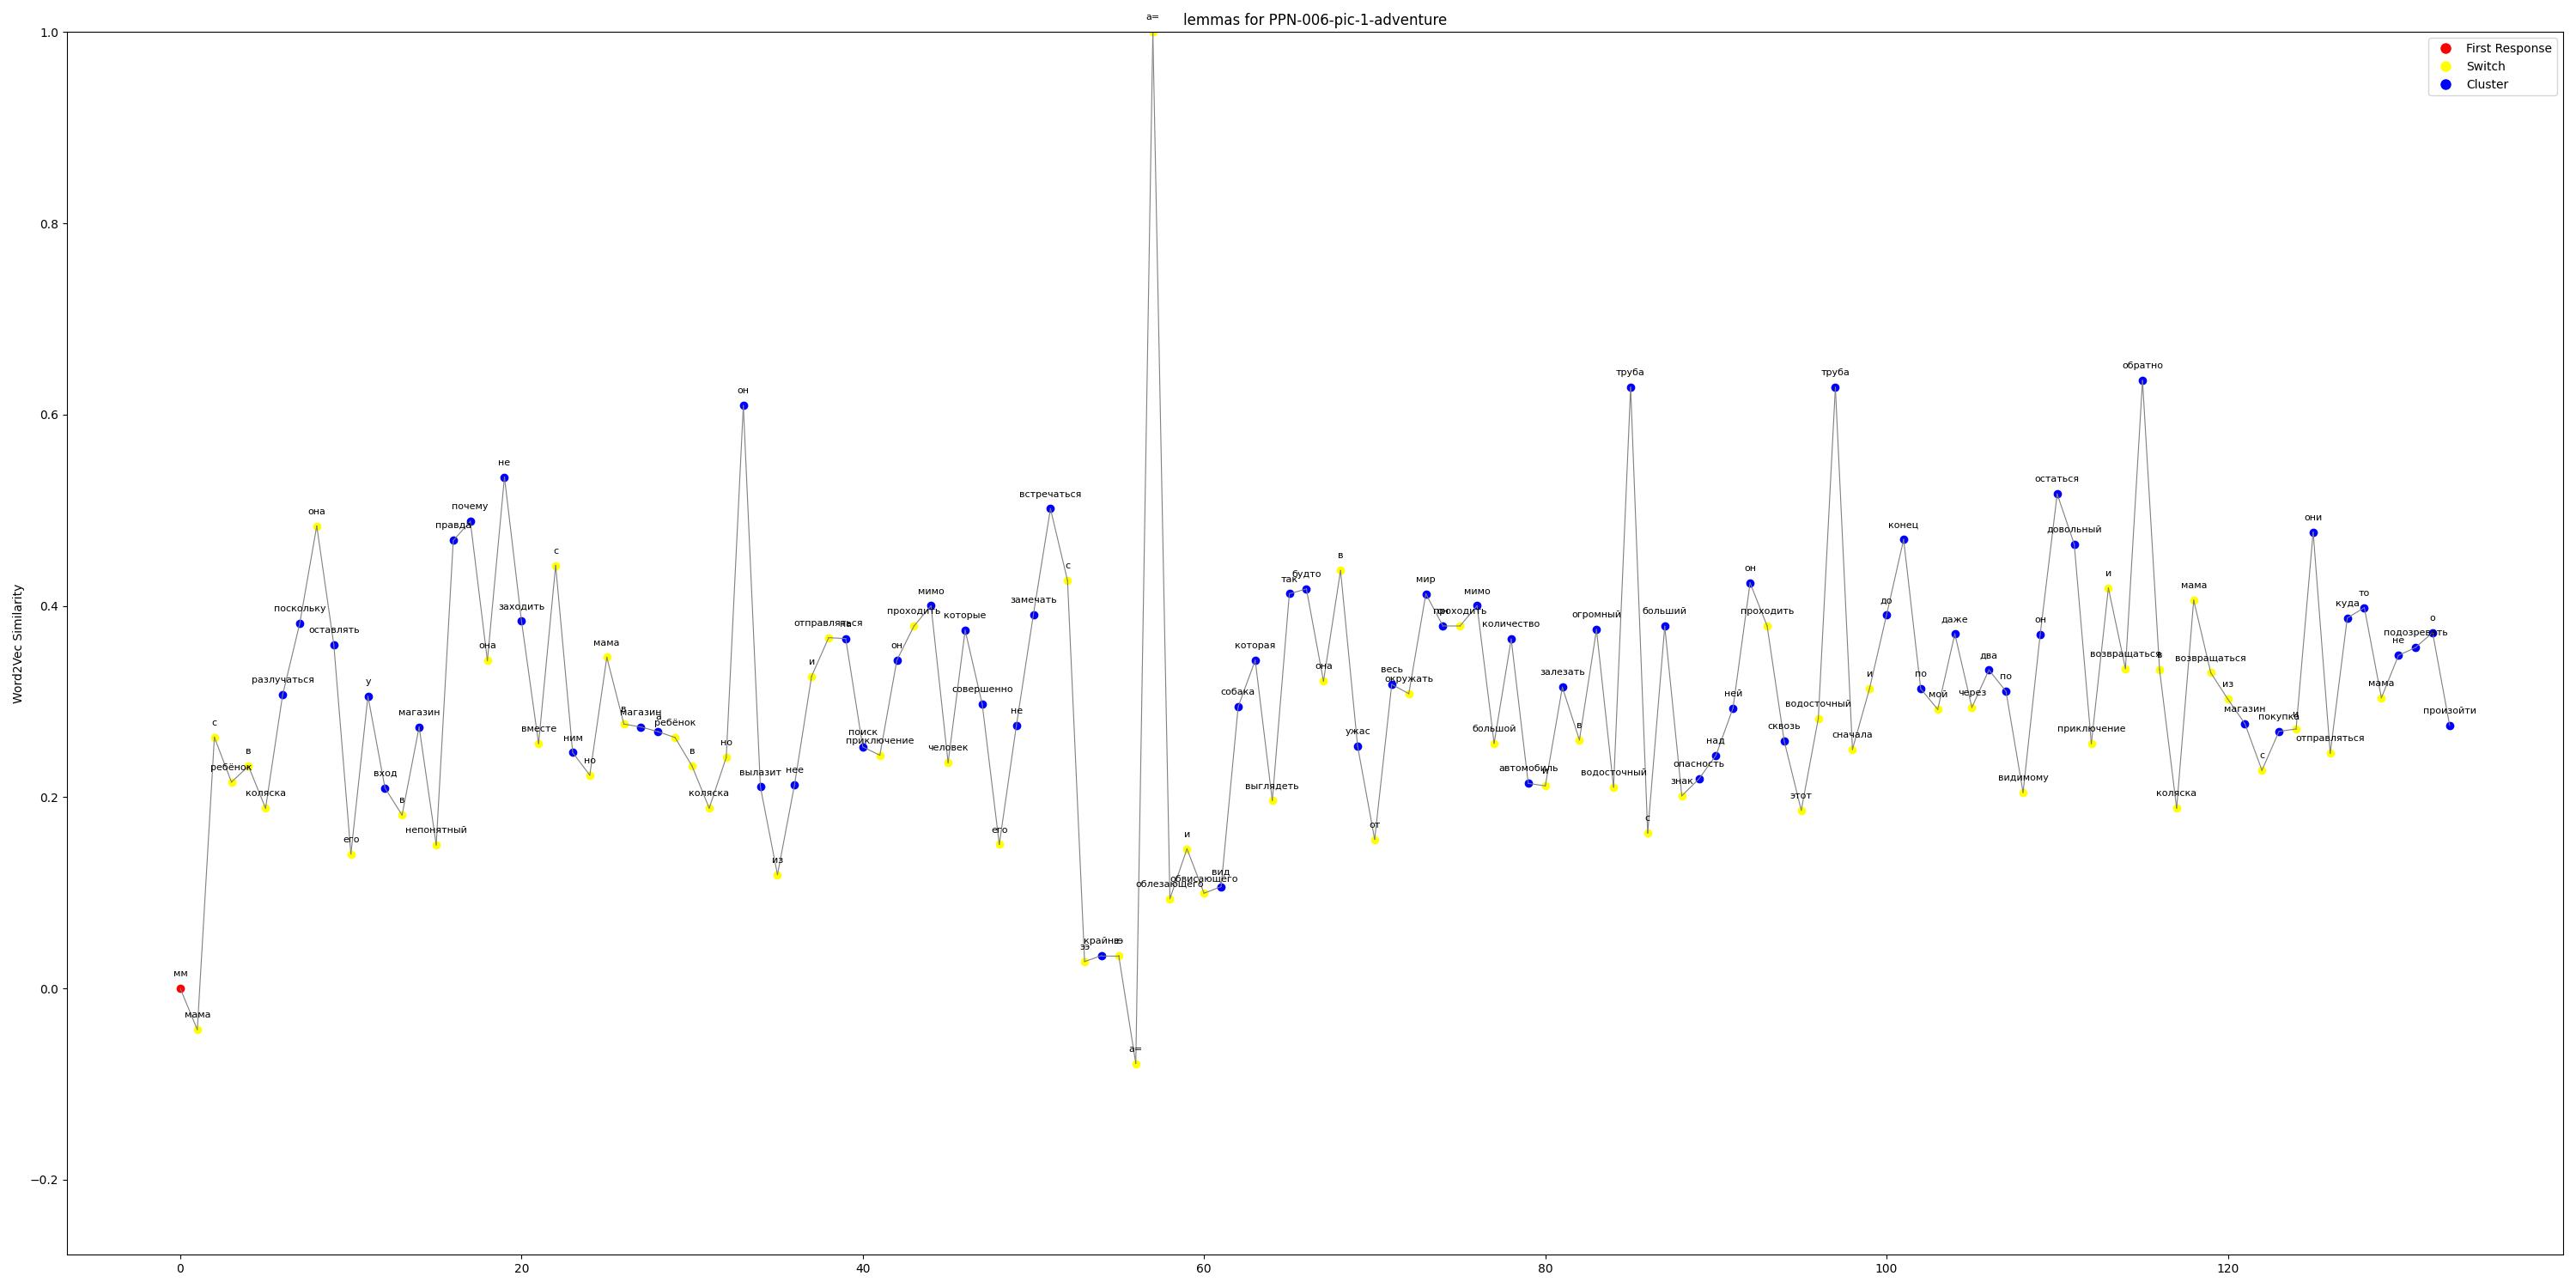 lemmas for PPN-006-pic-1-adventure
First Response
Switch
Cluster
Word2Vec Similarity
1.0
0.8
0.6
0.4
0.2
0.0
−0.2
мм
мама
с
ребёнок
в
коляска
разлучаться
поскольку
она
оставлять
его
у
вход
в
магазин
непонятный
правда
почему
она
не
заходить
вместе
с
ним
но
мама
в
магазин
а
ребёнок
в
коляска
но
он
вылазит
из
нее
и
отправляться
на
поиск
приключение
он
проходить
мимо
человек
которые
совершенно
его
не
замечать
встречаться
с
ээ
крайне
ээ
а=
а=
облезающего
и
обвисающего
вид
собака
которая
выглядеть
так
будто
она
в
ужас
от
весь
окружать
мир
он
проходить
мимо
большой
количество
автомобиль
и
залезать
в
огромный
водосточный
труба
с
больший
знак
опасность
над
ней
он
проходить
сквозь
этот
водосточный
труба
сначала
и
до
конец
по
мой
даже
через
два
по
видимому
он
остаться
довольный
приключение
и
возвращаться
обратно
в
коляска
мама
возвращаться
из
магазин
с
покупка
и
они
отправляться
куда
то
мама
не
подозревать
о
произойти
0
20
40
60
80
100
120